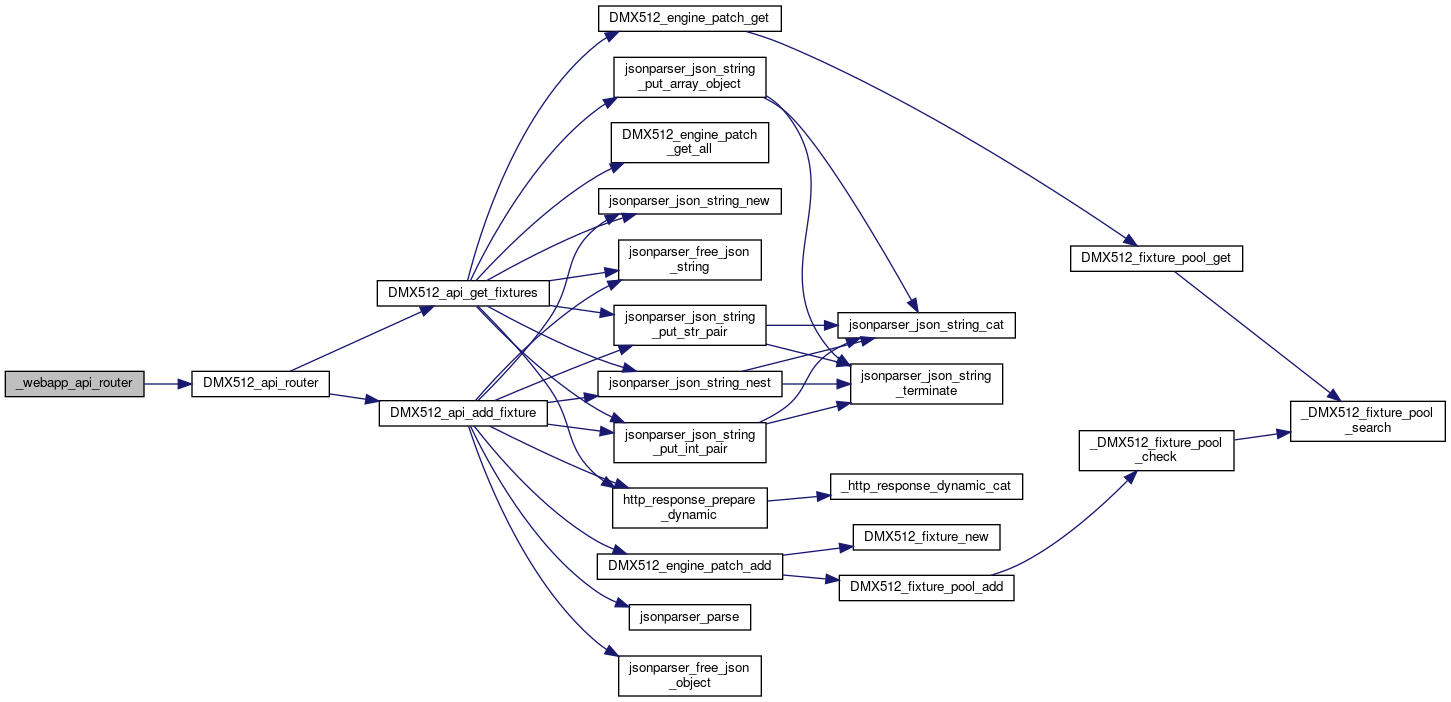 DMX512_engine_patch_get
jsonparser_json_string
_put_array_object
DMX512_engine_patch
_get_all
jsonparser_json_string_new
jsonparser_free_json
_string
DMX512_fixture_pool_get
DMX512_api_get_fixtures
jsonparser_json_string
_put_str_pair
jsonparser_json_string_cat
_webapp_api_router
DMX512_api_router
jsonparser_json_string_nest
jsonparser_json_string
_terminate
DMX512_api_add_fixture
_DMX512_fixture_pool
_search
jsonparser_json_string
_put_int_pair
_DMX512_fixture_pool
_check
http_response_prepare
_dynamic
_http_response_dynamic_cat
DMX512_fixture_new
DMX512_engine_patch_add
DMX512_fixture_pool_add
jsonparser_parse
jsonparser_free_json
_object